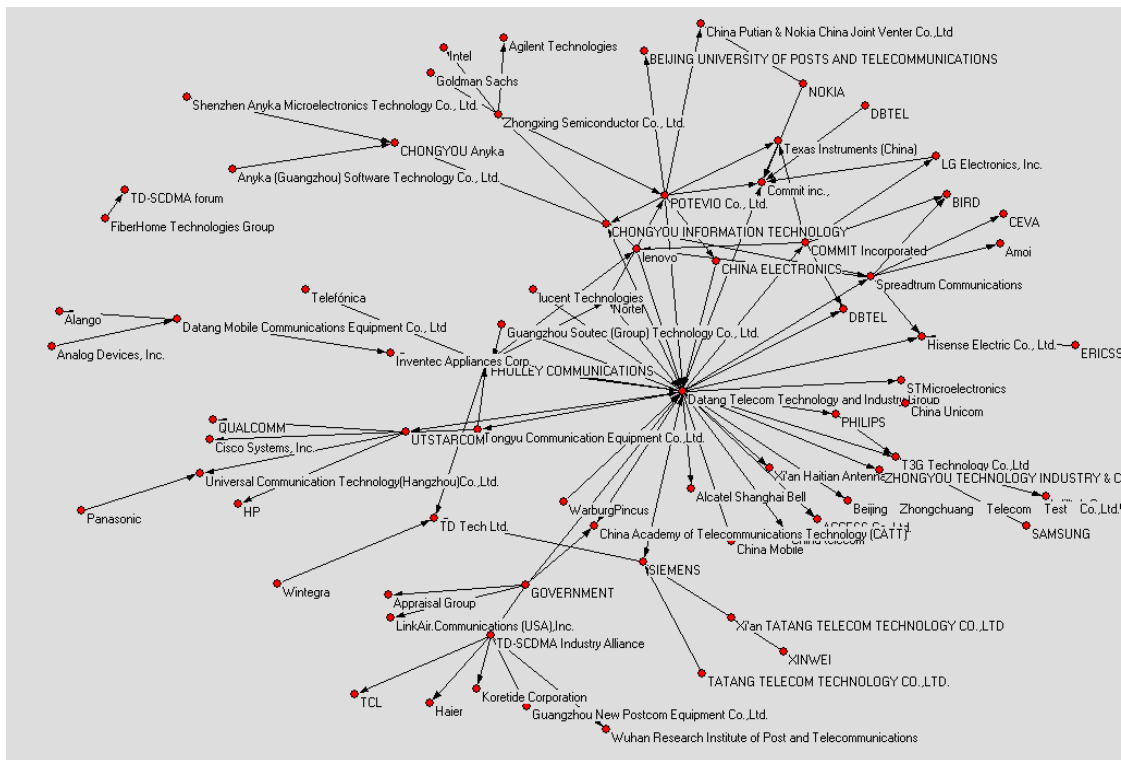 China Putian & Nokia China Joint Venter Co.,Ltd
Agilent Technologies
Intel
BEIJING UNIVERSITY OF POSTS AND TELECOMMUNICATIONS
Goldman Sachs
NOKIA
Shenzhen Anyka Microelectronics Technology Co., Ltd.
DBTEL
Zhongxing Semiconductor Co., Ltd.
Texas Instruments (China)
CHONGYOU Anyka
LG Electronics, Inc.
Anyka (Guangzhou) Software Technology Co., Ltd.
Commit inc.,
TD-SCDMA forum
POTEVIO Co., Ltd.
BIRD
FiberHome Technologies Group
CEVA
CHONGYOU INFORMATION TECHNOLOGY
COMMIT Incorporated
Amoi
lenovo
CHINA ELECTRONICS
Spreadtrum Communications
Telefónica
lucent Technologies
Nortel
DBTEL
Alango
Datang Mobile Communications Equipment Co., Ltd
Guangzhou Soutec (Group) Technology Co., Ltd.
Hisense Electric Co., Ltd.
ERICSS
Analog Devices, Inc.
Inventec Appliances Corp.
HOLLEY COMMUNICATIONS
STMicroelectronics
Datang Telecom Technology and Industry Group
China Unicom
PHILIPS
QUALCOMM
UTSTARCOM
Tongyu Communication Equipment Co.,Ltd.
Cisco Systems, Inc.
T3G Technology Co.,Ltd
Xi'an Haitian Antenna
ZHONGYOU TECHNOLOGY INDUSTRY & C
Universal Communication Technology(Hangzhou)Co.,Ltd.
Alcatel Shanghai Bell
Panasonic
HP
WarburgPincus
Beijing Zhongchuang Telecom Test Co.,Ltd.
TD Tech Ltd.
China Academy of Telecommunications Technology (CATT)
SAMSUNG
China Mobile
SIEMENS
Wintegra
GOVERNMENT
Appraisal Group
LinkAir.Communications (USA),Inc.
Xi'an TATANG TELECOM TECHNOLOGY CO.,LTD
TD-SCDMA Industry Alliance
XINWEI
TATANG TELECOM TECHNOLOGY CO.,LTD.
TCL
Koretide Corporation
Haier
Guangzhou New Postcom Equipment Co.,Ltd.
Wuhan Research Institute of Post and Telecommunications